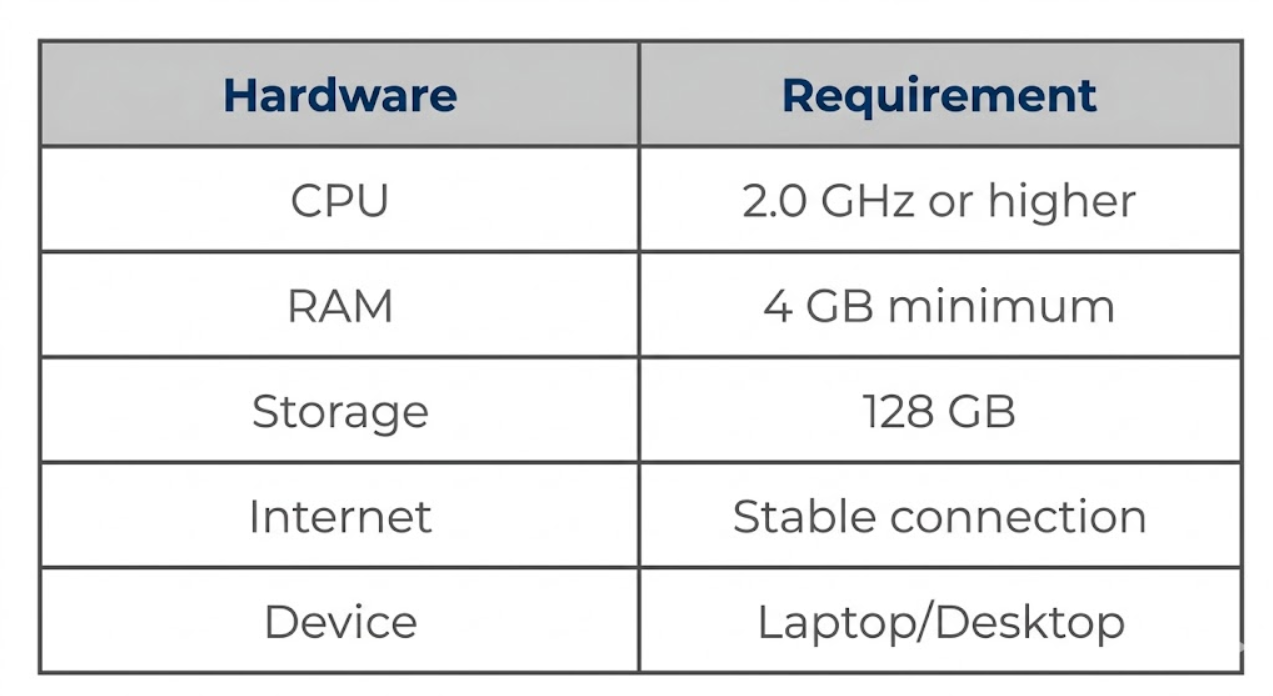 Hardware Requirement
CPU 2.0 GHz or higher
RAM 4 GB minimum
Storage 128 GB
Internet Stable connection
Device Laptop/Desktop